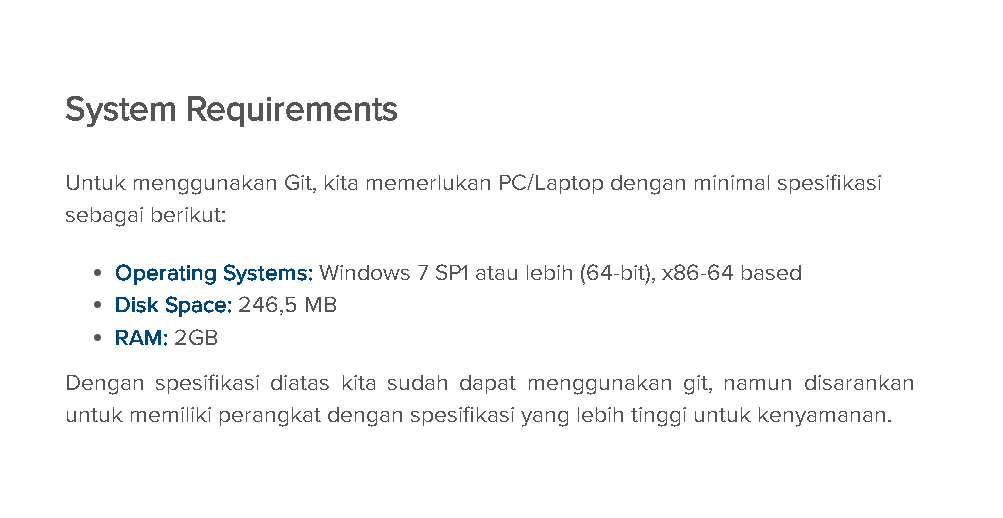 System Requirements
Untuk menggunakan Git, kita memerlukan PC/Laptop dengan minimal spesifikasi
sebagai berikut:
• Operating Systems: Windows 7 SP1 atau lebih (64-bit), x86-64 based
• Disk Space: 246,5 MB
• RAM: 2GB
Dengan spesifikasi diatas kita sudah dapat menggunakan git, namun disarankan
untuk memiliki perangkat dengan spesifikasi yang lebih tinggi untuk kenyamanan.